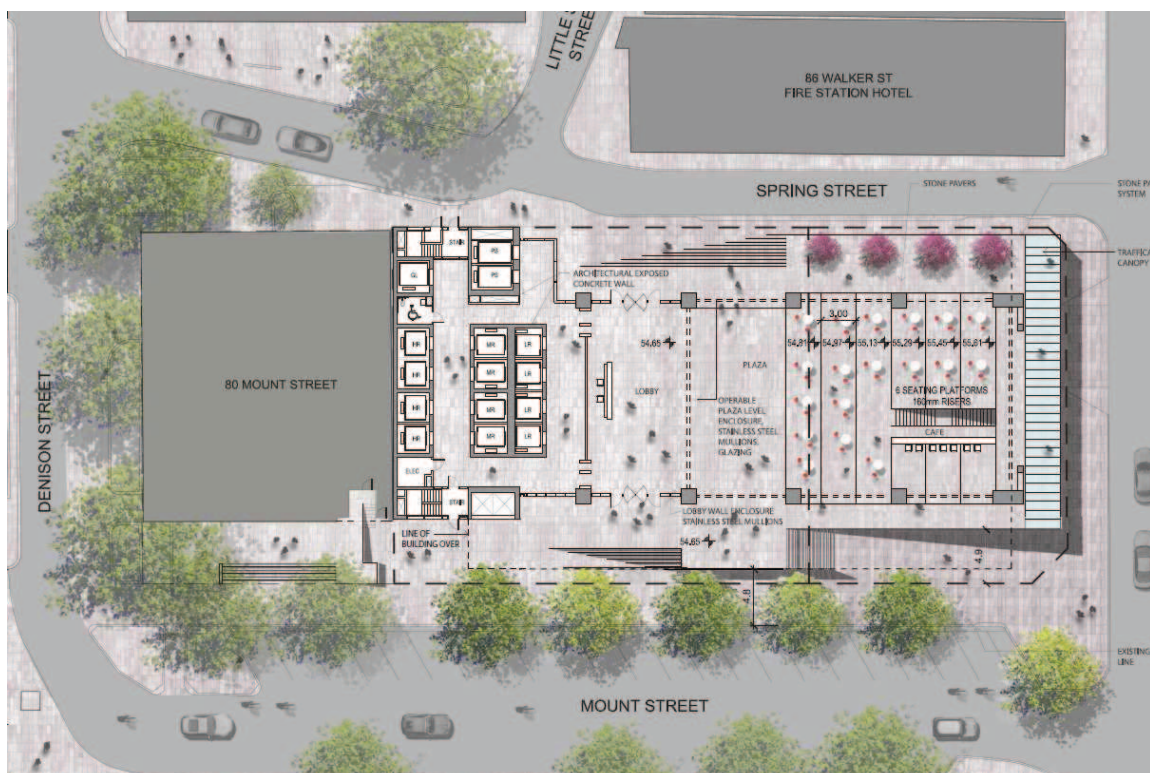 LITTLE S
STREET
86 WALKER ST
FIRE STATION HOTEL
SPRING STREET
STONE PAVERS
STONE PA
SYSTEM
TRAFFICA
CANOPY
STAIR
GL
ARCHITECTURAL EXPOSED
CONCRETE WALL
HR
HR
HR
HR
MR
MR
MR
MR
LR
LR
LR
LR
80 MOUNT STREET
DENISON STREET
54.65
LOBBY
PLAZA
3.00
54.81
54.97
55.13
55.29
55.45
55.61
6 SEATING PLATFORMS
160mm RISERS
CAFE
OPERABLE
PLAZA LEVEL
ENCLOSURE,
STAINLESS STEEL
MULLIONS,
GLAZING
ELEC
STAIR
LINE OF
BUILDING OVER
LOBBY WALL ENCLOSURE
STAINLESS STEEL MULLIONS
54.65
4.9
4.8
EXISTING
LINE
MOUNT STREET